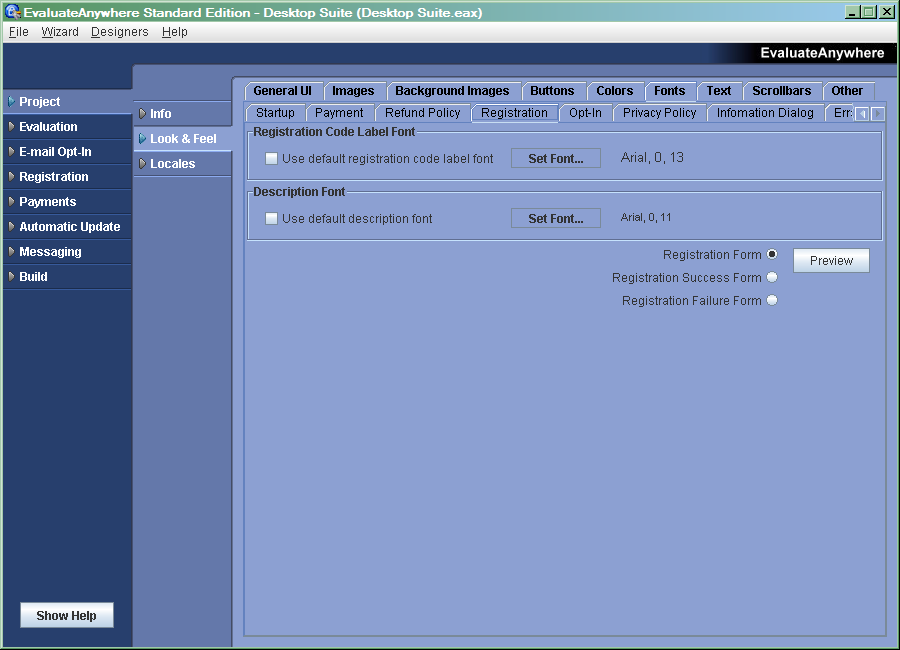 EvaluateAnywhere Standard Edition - Desktop Suite (Desktop Suite.eax)
File Wizard Designers Help
EvaluateAnywhere
Project
Evaluation
E-mail Opt-In
Registration
Payments
Automatic Update
Messaging
Build
Show Help
Info
Look & Feel
Locales
General UI Images Background Images Buttons Colors Fonts Text Scrollbars Other
Startup Payment Refund Policy Registration Opt-In Privacy Policy Infomation Dialog Err
Registration Code Label Font
Use default registration code label font Set Font... Arial, 0, 13
Description Font
Use default description font Set Font... Arial, 0, 11
Registration Form Preview
Registration Success Form
Registration Failure Form